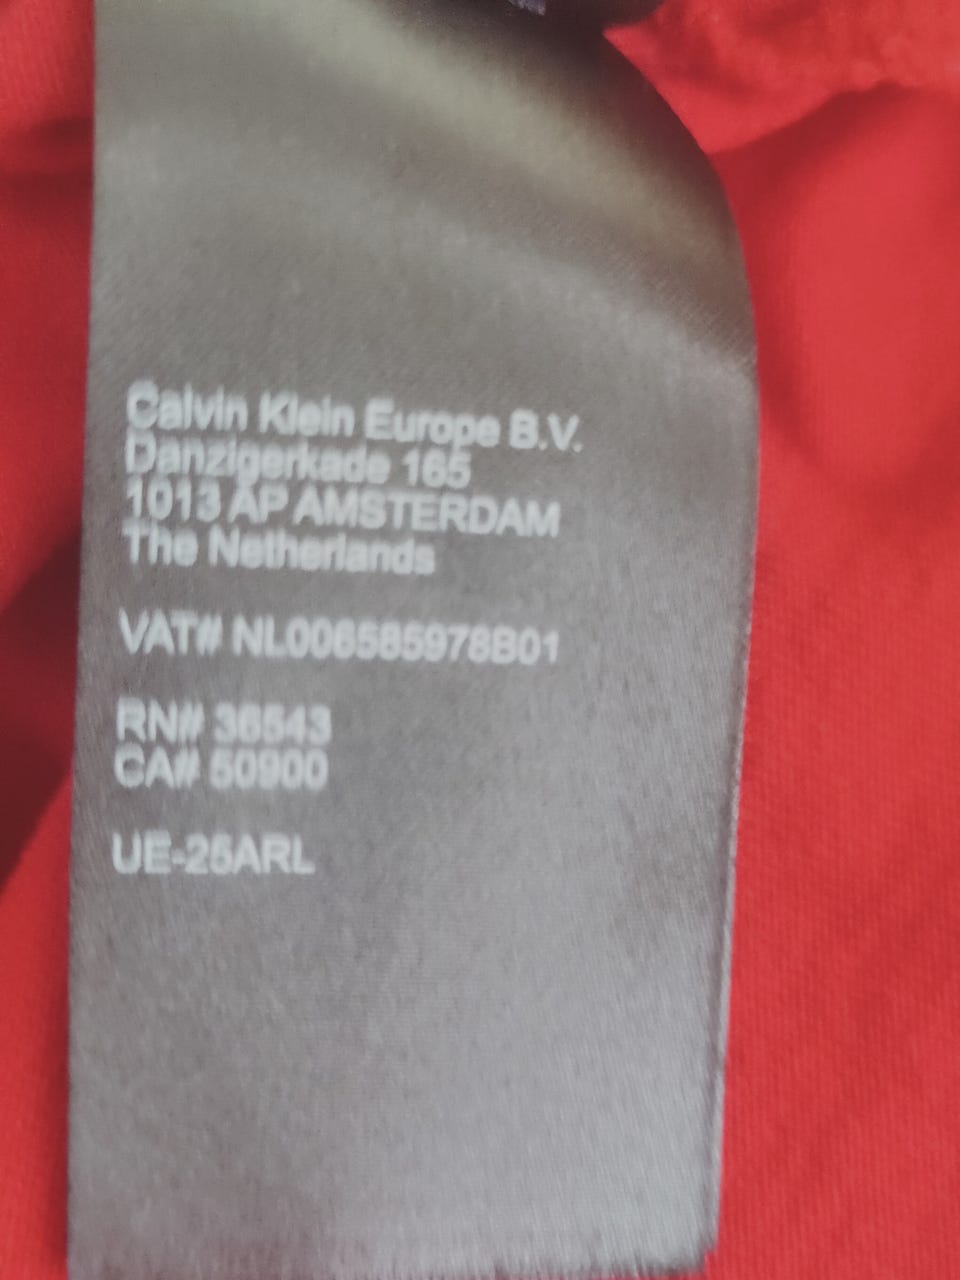 Calvin Klein Europe B.V.
Danzigerkade 165
1013 AP AMSTERDAM
The Netherlands
VAT# NL006585978B01
RN# 36543
CA# 50900
UE-25ARL